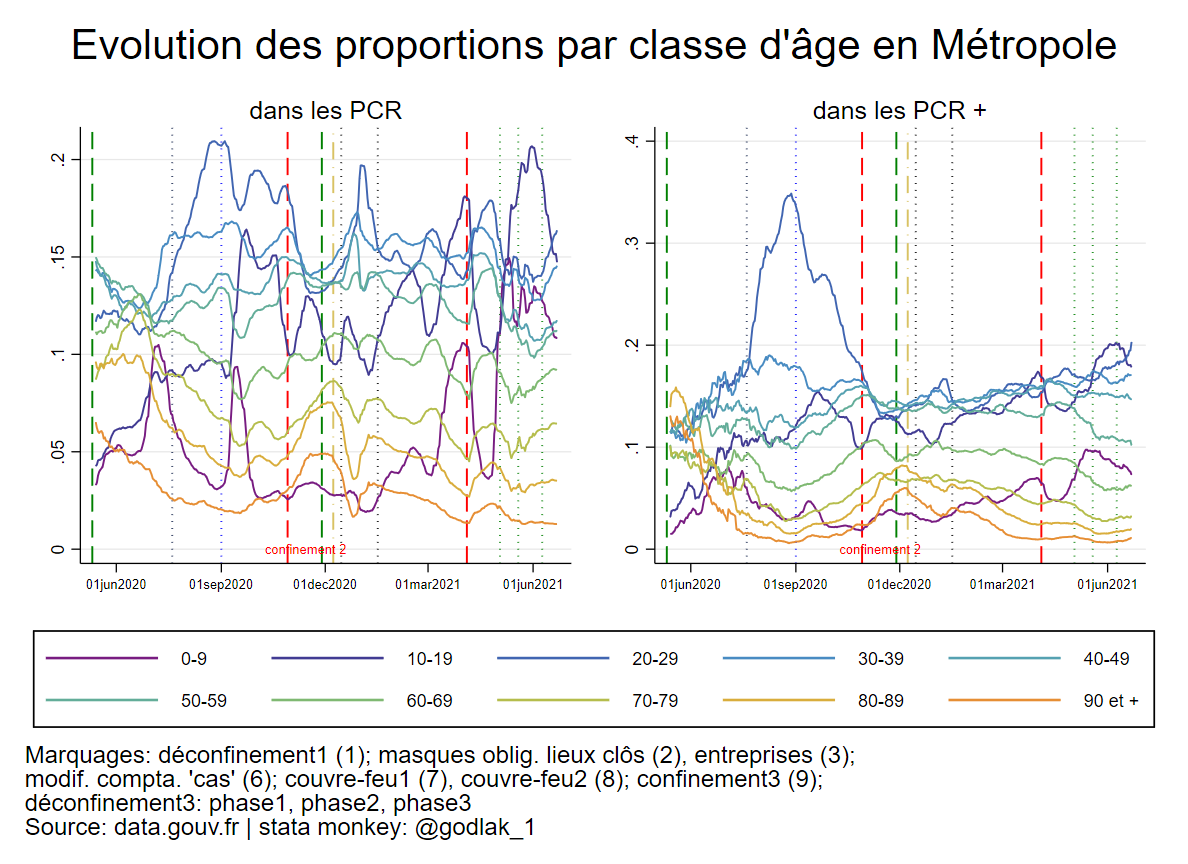 Evolution des proportions par classe d'âge en Métropole
dans les PCR
dans les PCR +
.2
.15
.1
.05
0
confinement 2
01jun2020 01sep2020 01dec2020 01mar2021 01jun2021
.4
.3
.2
.1
0
confinement 2
01jun2020 01sep2020 01dec2020 01mar2021 01jun2021
0-9 10-19 20-29 30-39 40-49
50-59 60-69 70-79 80-89 90 et +
Marquages: déconfinement1 (1); masques oblig. lieux clôs (2), entreprises (3);
modif. compta. 'cas' (6); couvre-feu1 (7), couvre-feu2 (8); confinement3 (9);
déconfinement3: phase1, phase2, phase3
Source: data.gouv.fr | stata monkey: @godlak_1